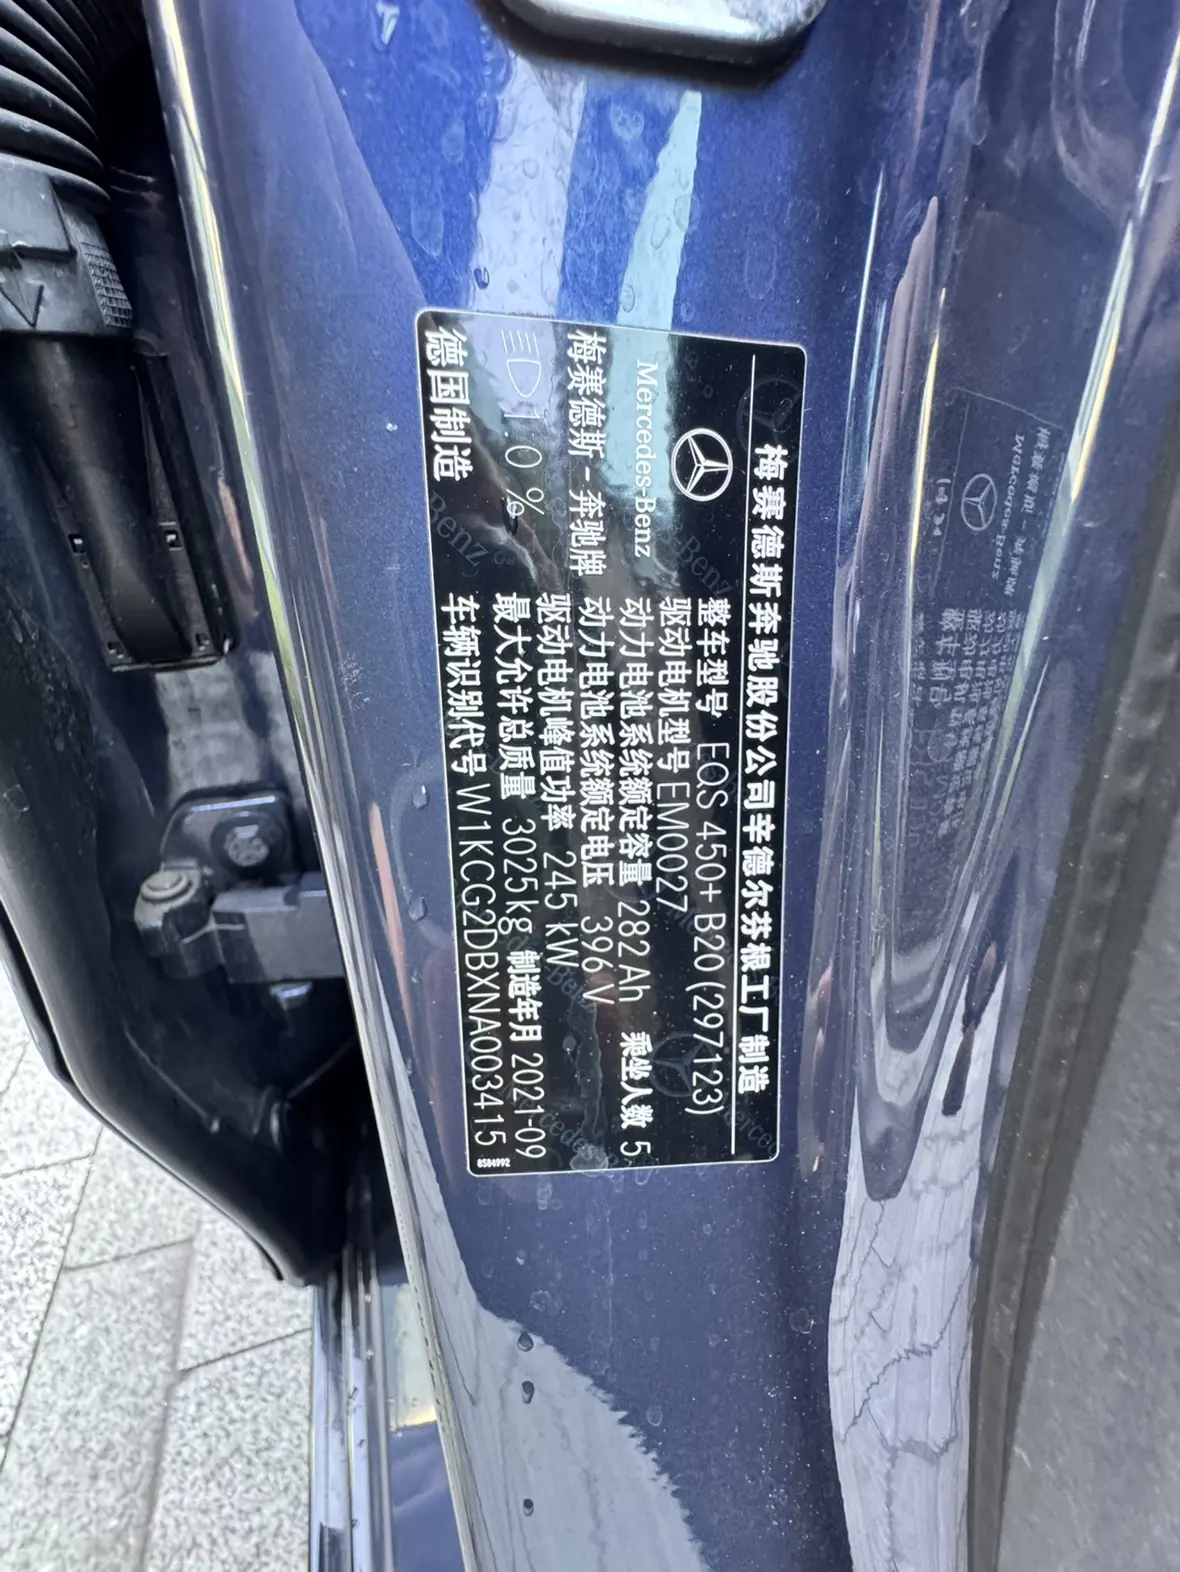 梅赛德斯奔驰股份公司辛德尔芬根工厂制造
整车型号 EQS 450+ B20(297123)
驱动电机型号 EM0027
动力电池系统额定容量 282Ah 乘坐人数 5
动力电池系统额定电压 396V
驱动电机峰值功率 245kW
最大允许总质量 3025kg 制造年月 2021-09
车辆识别代号 W1KCG2DBXNA003415
Mercedes-Benz
梅赛德斯-奔驰牌
1.0%
德国制造
8584992